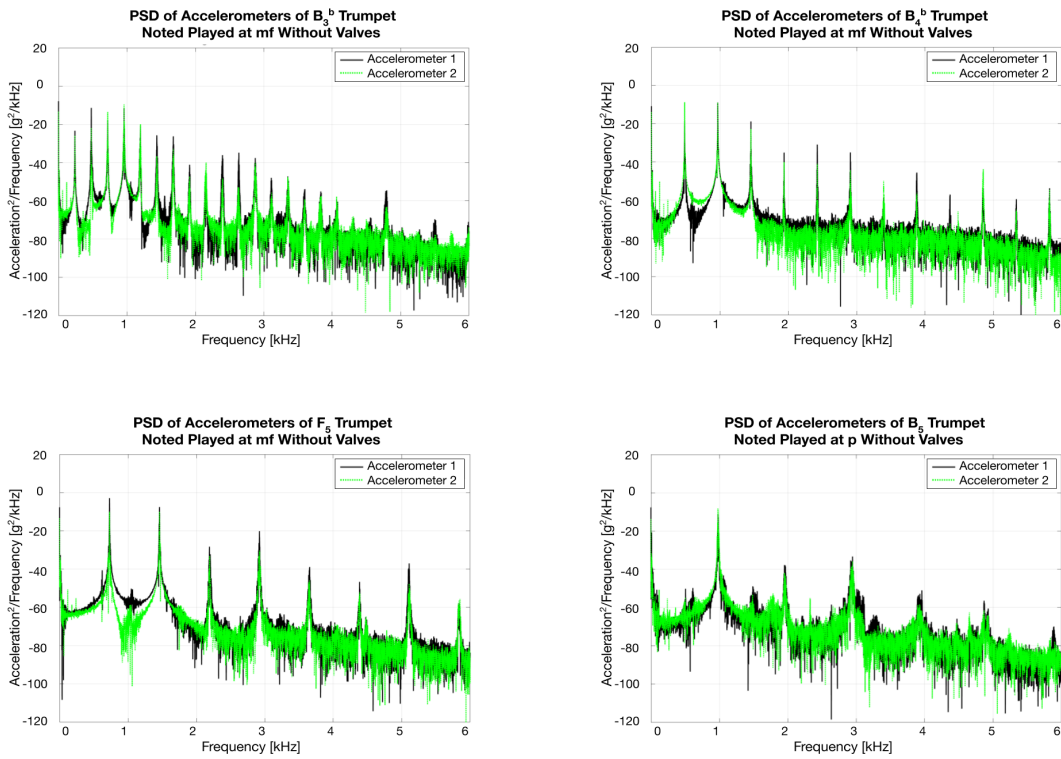 PSD of Accelerometers of B₃ᵇ Trumpet
Noted Played at mf Without Valves
Accelerometer 1
Accelerometer 2
Acceleration²/Frequency [g²/kHz]
20
0
-20
-40
-60
-80
-100
-120
0 1 2 3 4 5 6
Frequency [kHz]
PSD of Accelerometers of B₄ᵇ Trumpet
Noted Played at mf Without Valves
Accelerometer 1
Accelerometer 2
Acceleration²/Frequency [g²/kHz]
20
0
-20
-40
-60
-80
-100
-120
0 1 2 3 4 5 6
Frequency [kHz]
PSD of Accelerometers of F₅ Trumpet
Noted Played at mf Without Valves
Accelerometer 1
Accelerometer 2
Acceleration²/Frequency [g²/kHz]
20
0
-20
-40
-60
-80
-100
-120
0 1 2 3 4 5 6
Frequency [kHz]
PSD of Accelerometers of B₅ Trumpet
Noted Played at p Without Valves
Accelerometer 1
Accelerometer 2
Acceleration²/Frequency [g²/kHz]
20
0
-20
-40
-60
-80
-100
-120
0 1 2 3 4 5 6
Frequency [kHz]